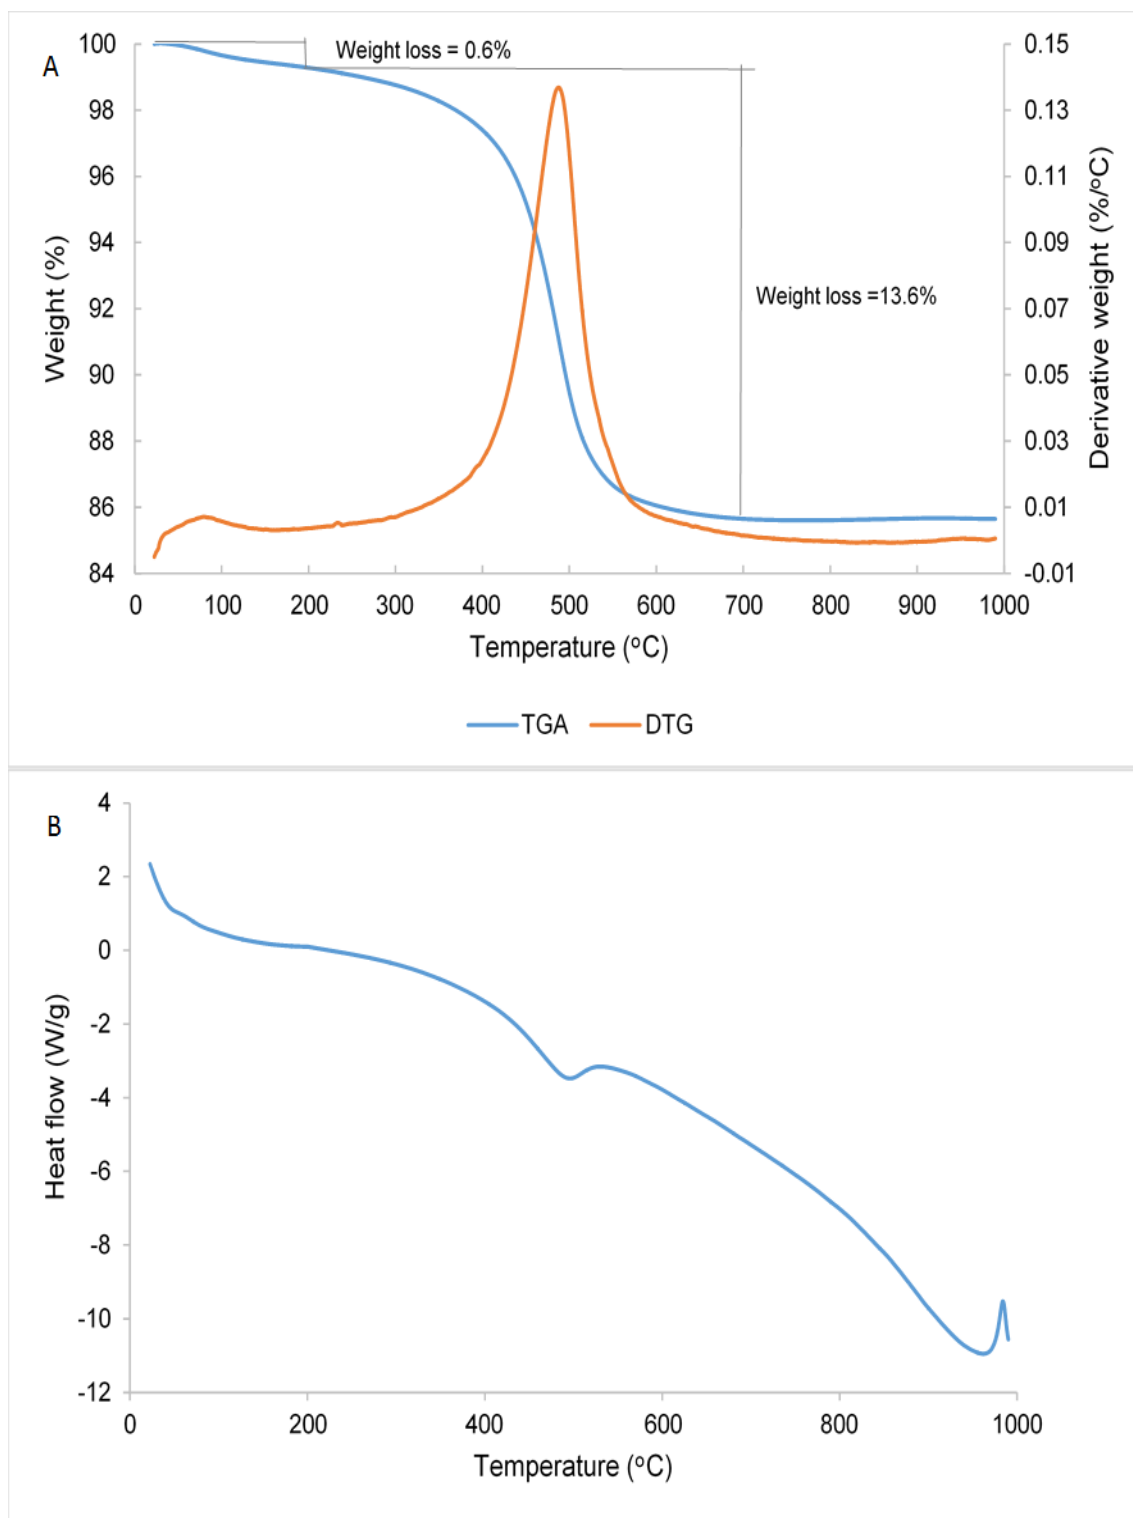 A
Weight loss = 0.6%
Weight loss =13.6%
Weight (%)
100
98
96
94
92
90
88
86
84
0.15
0.13
0.11
0.09
0.07
0.05
0.03
0.01
-0.01
Derivative weight (%/ºC)
0 100 200 300 400 500 600 700 800 900 1000
Temperature (ºC)
TGA DTG
B
Heat flow (W/g)
4
2
0
-2
-4
-6
-8
-10
-12
0 200 400 600 800 1000
Temperature (ºC)